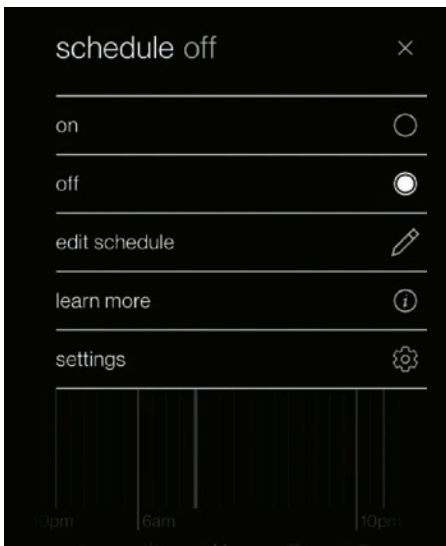 schedule off
on
off
edit schedule
learn more
settings
6am 10pm